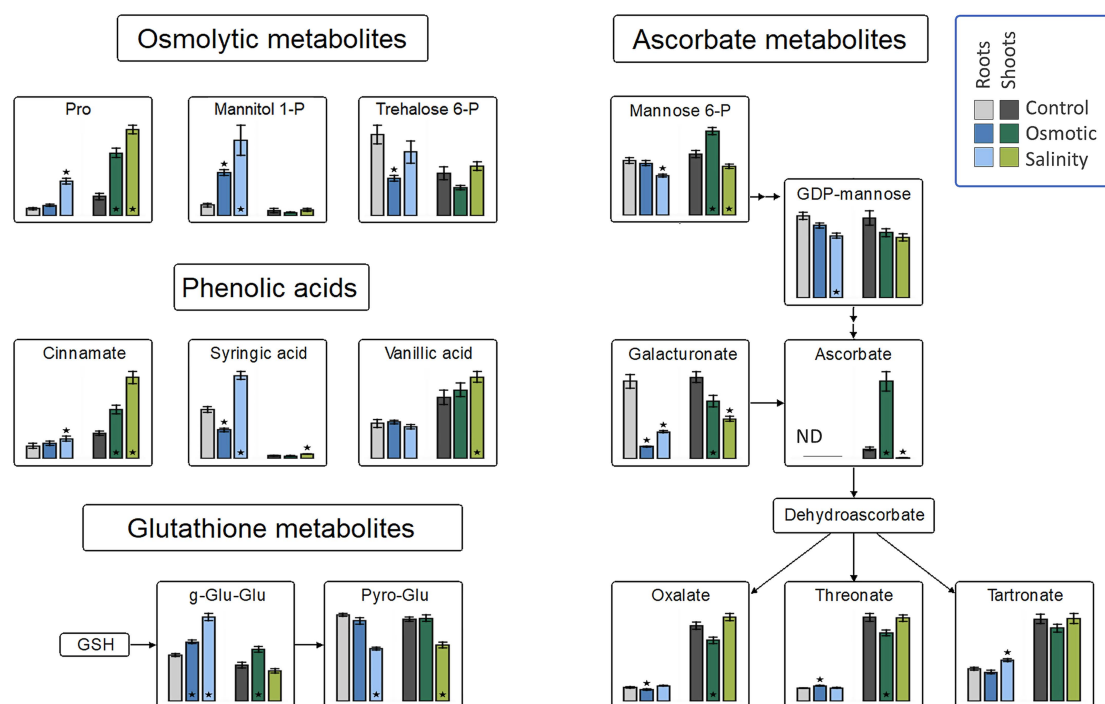 Osmolytic metabolites
Pro
Mannitol 1-P
Trehalose 6-P
Phenolic acids
Cinnamate
Syringic acid
Vanillic acid
Glutathione metabolites
GSH
g-Glu-Glu
Pyro-Glu
Ascorbate metabolites
Mannose 6-P
GDP-mannose
Galacturonate
Ascorbate
ND
Dehydroascorbate
Oxalate
Threonate
Tartronate
Roots
Shoots
Control
Osmotic
Salinity